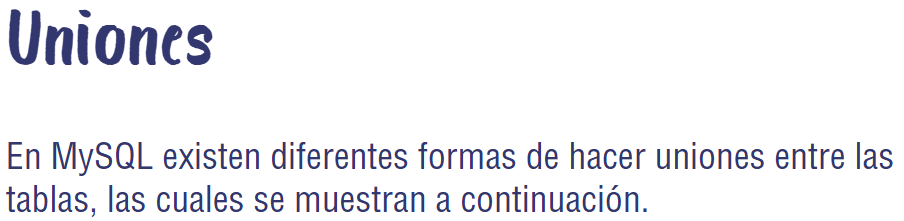 Uniones
En MySQL existen diferentes formas de hacer uniones entre las
tablas, las cuales se muestran a continuación.